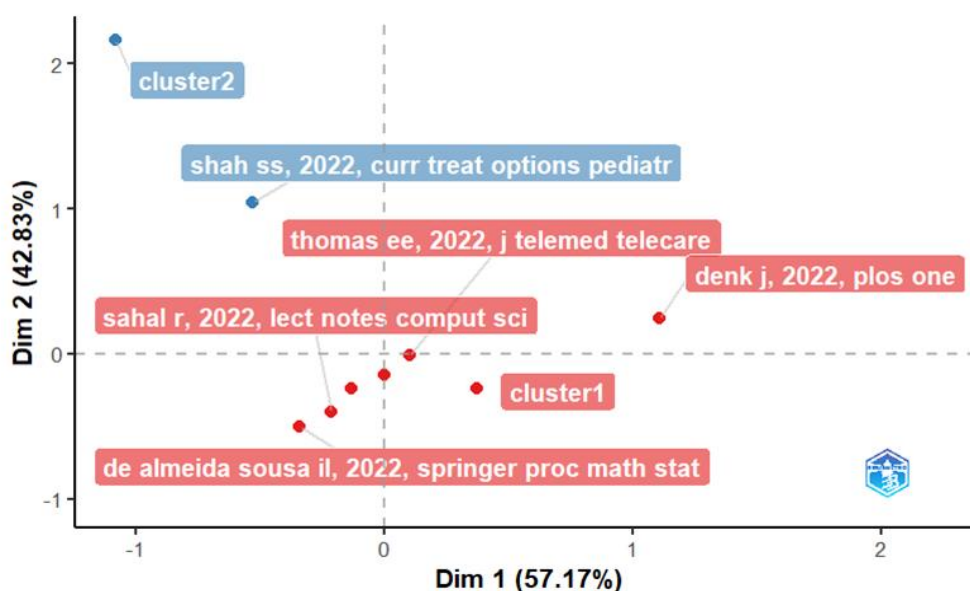 2
cluster2
shah ss, 2022, curr treat options pediatr
1
thomas ee, 2022, j telemed telecare
denk j, 2022, plos one
sahal r, 2022, lect notes comput sci
0
cluster1
de almeida sousa il, 2022, springer proc math stat
-1
-1 0 1 2
Dim 1 (57.17%)
Dim 2 (42.83%)